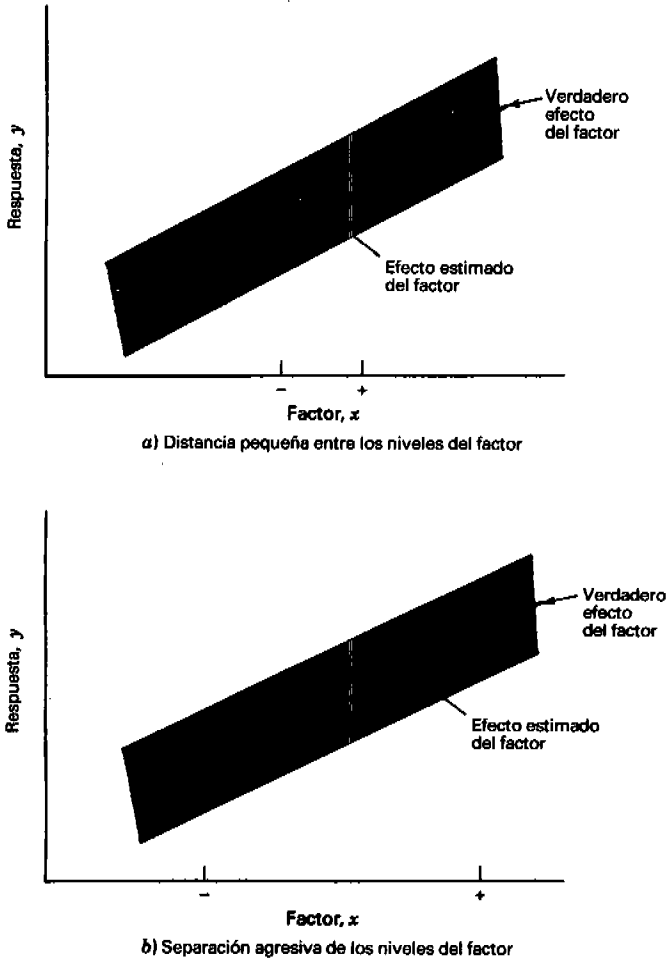 Respuesta, y
Verdadero
efecto
del factor
Efecto estimado
del factor
− +
Factor, x
a) Distancia pequeña entre los niveles del factor
Respuesta, y
Verdadero
efecto
del factor
Efecto estimado
del factor
− +
Factor, x
b) Separación agresiva de los niveles del factor